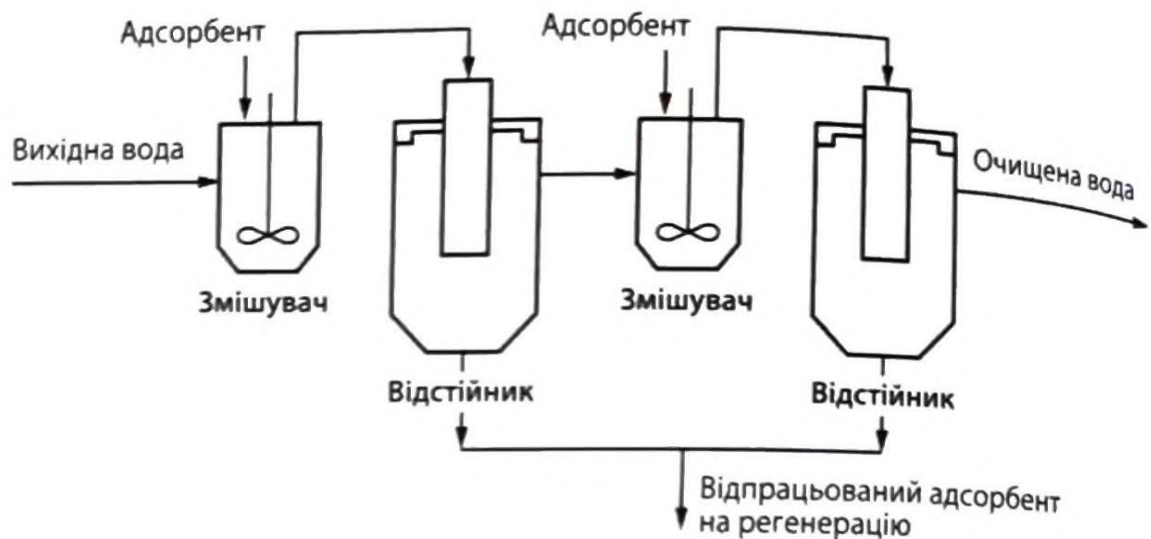 Адсорбент
Адсорбент
Вихідна вода
Очищена вода
Змішувач
Змішувач
Відстійник
Відстійник
Відпрацьований адсорбент
на регенерацію